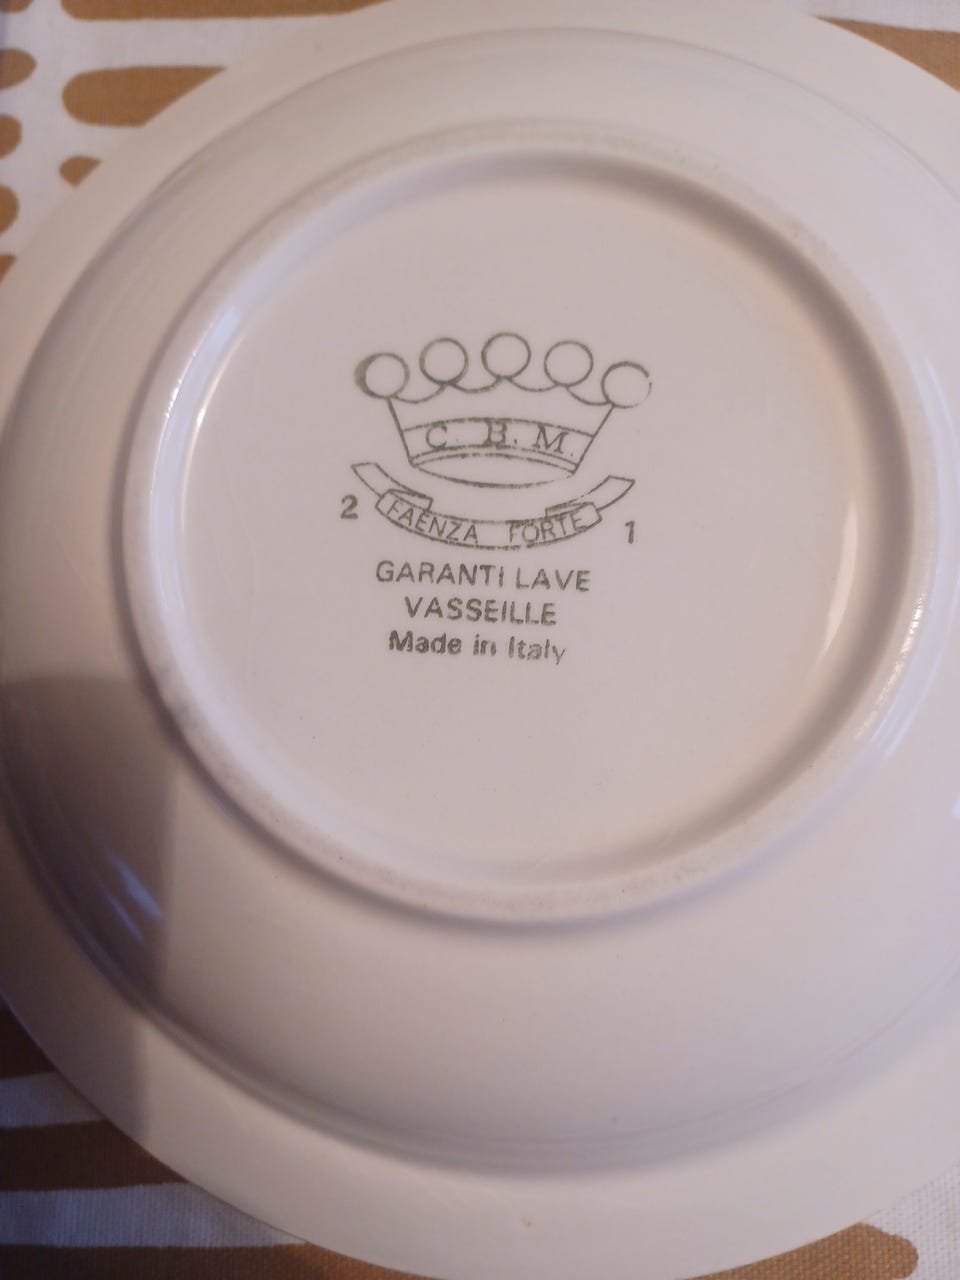 C. B. M.
2 FAENZA FORTE 1
GARANTI LAVE
VASSEILLE
Made in Italy